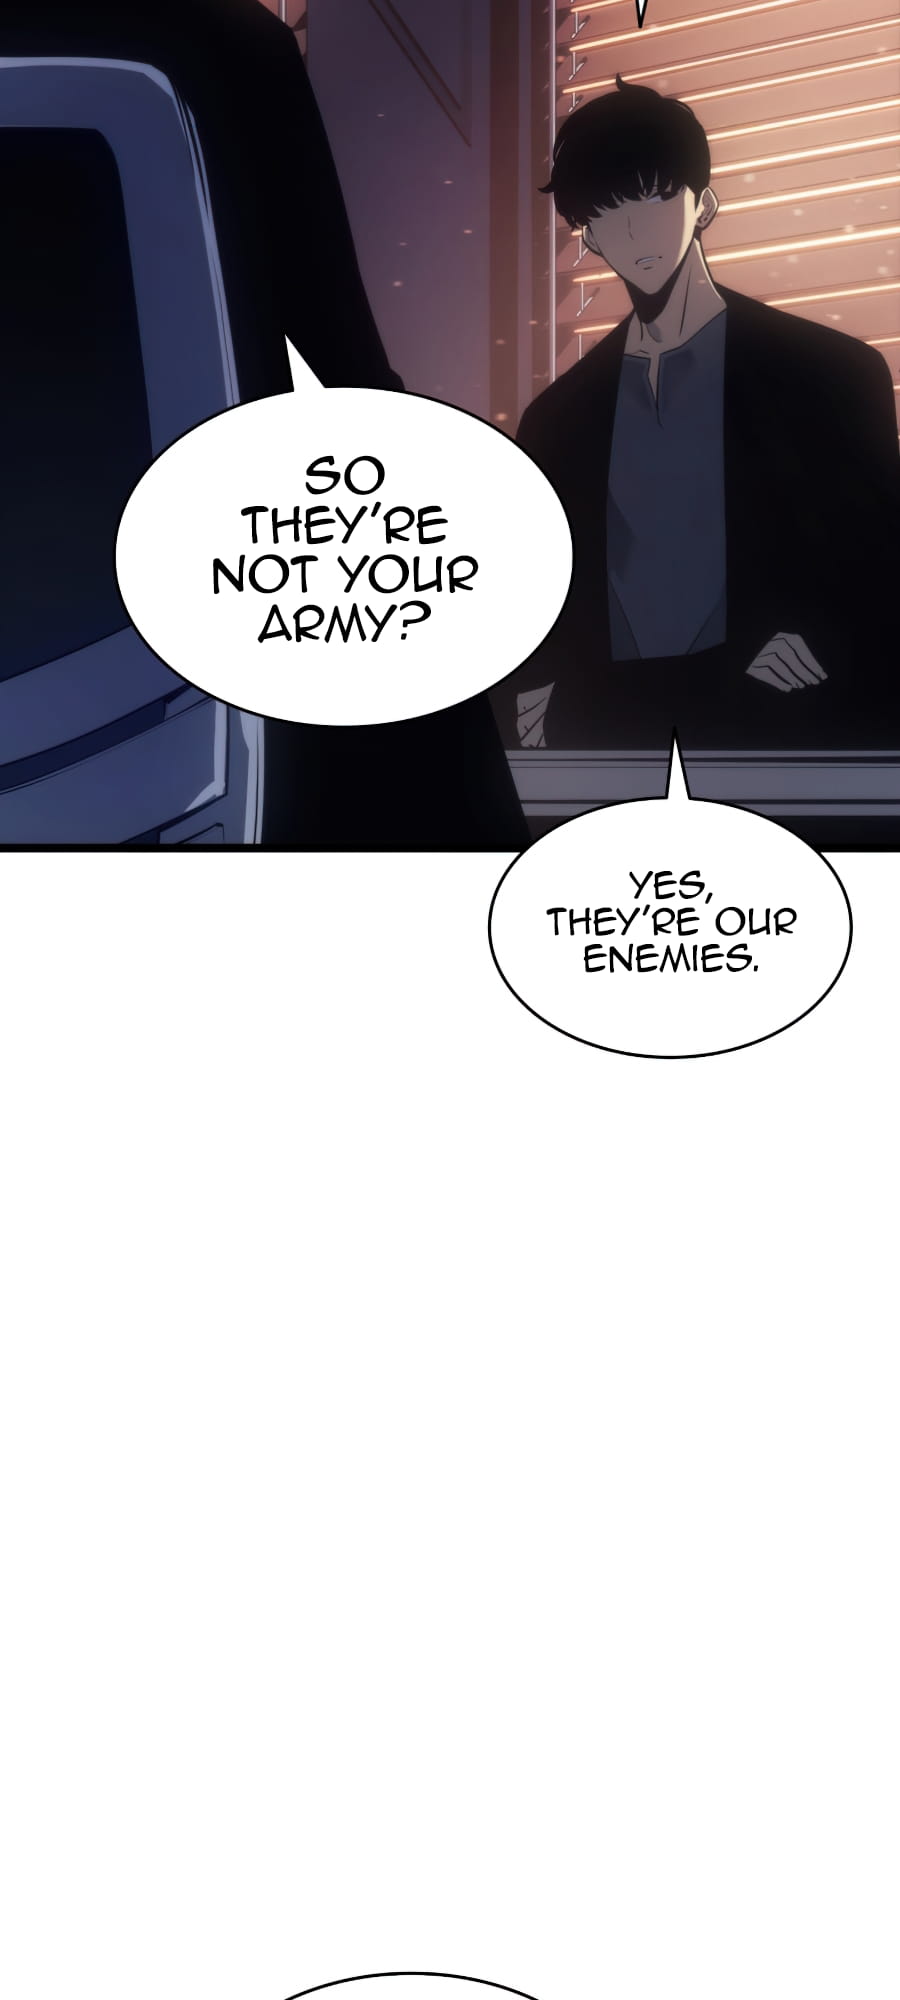 SO
THEY'RE
NOT YOUR
ARMY?
YES,
THEY'RE OUR
ENEMIES.